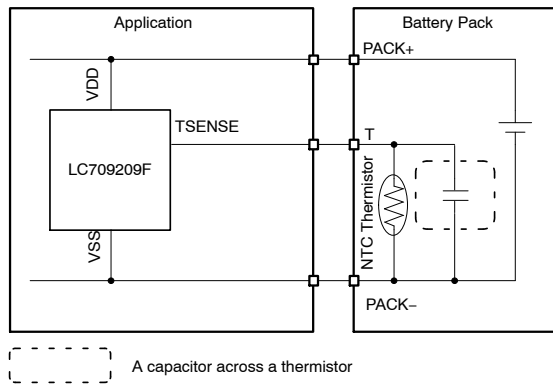 Application
Battery Pack
PACK+
VDD
TSENSE
T
LC709209F
NTC Thermistor
VSS
PACK−
A capacitor across a thermistor